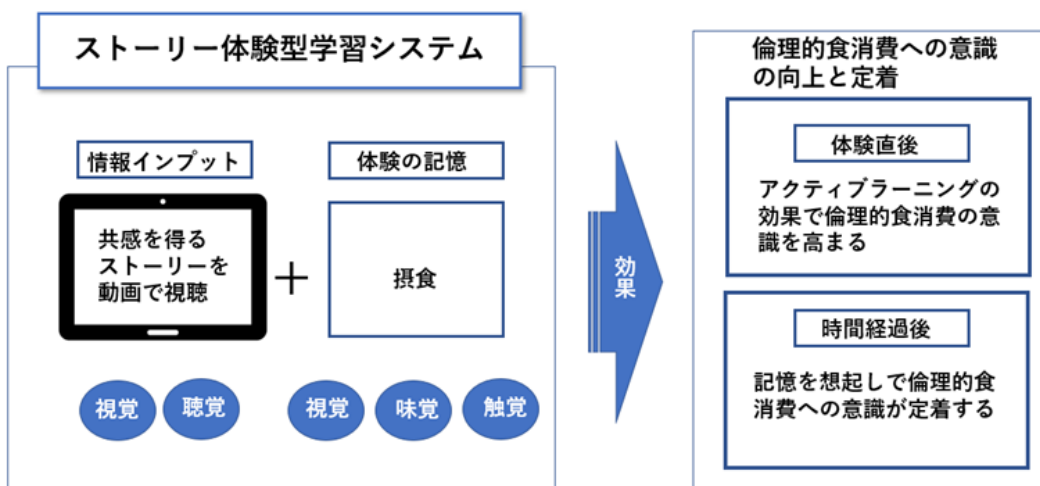 ストーリー体験型学習システム
情報インプット
体験の記憶
共感を得る
ストーリーを
動画で視聴
＋
摂食
視覚
聴覚
視覚
味覚
触覚
効果
倫理的食消費への意識
の向上と定着
体験直後
アクティブラーニングの
効果で倫理的食消費の意
識を高まる
時間経過後
記憶を想起しで倫理的食
消費への意識が定着する